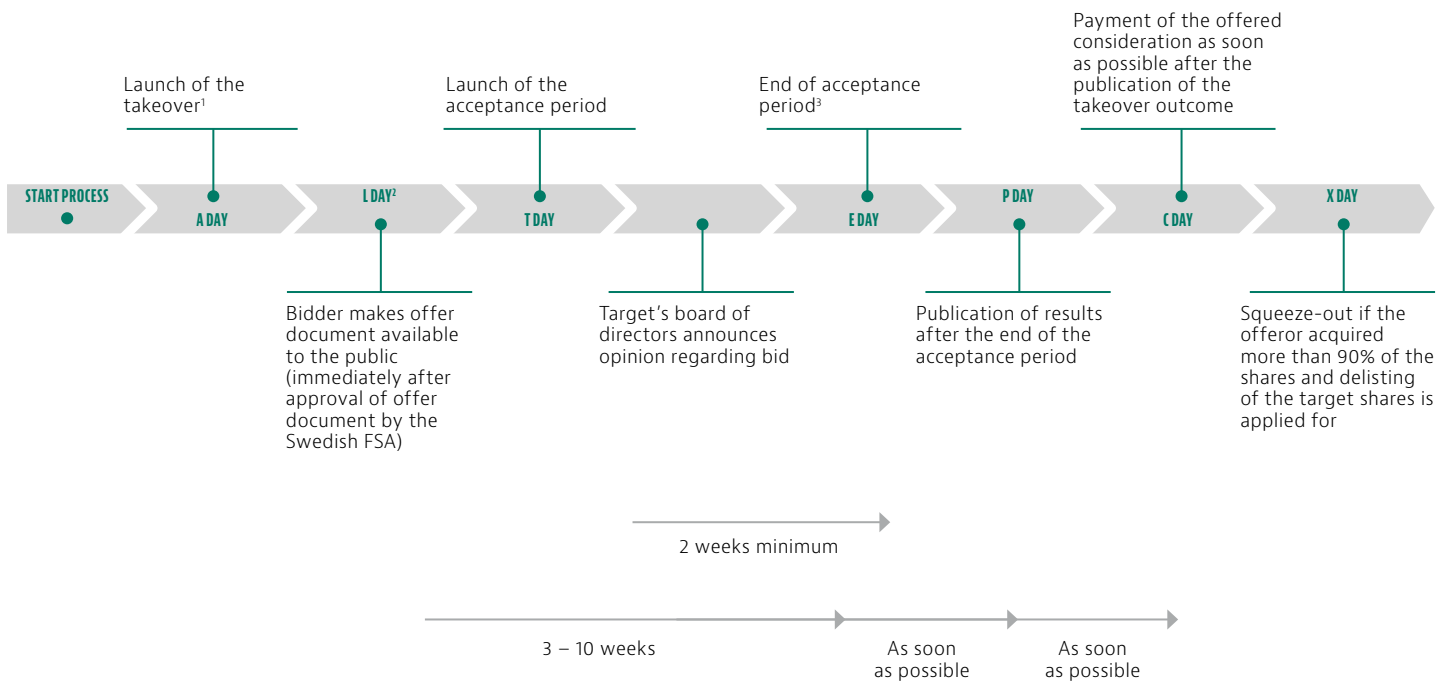 Payment of the offered
consideration as soon
as possible after the
publication of the
takeover outcome
Launch of the
takeover¹
Launch of the
acceptance period
End of acceptance
period³
START PROCESS
A DAY
L DAY²
T DAY
E DAY
P DAY
C DAY
X DAY
Bidder makes offer
document available
to the public
(immediately after
approval of offer
document by the
Swedish FSA)
Target’s board of
directors announces
opinion regarding bid
Publication of results
after the end of the
acceptance period
Squeeze-out if the
offeror acquired
more than 90% of the
shares and delisting
of the target shares is
applied for
2 weeks minimum
3 – 10 weeks
As soon
as possible
As soon
as possible